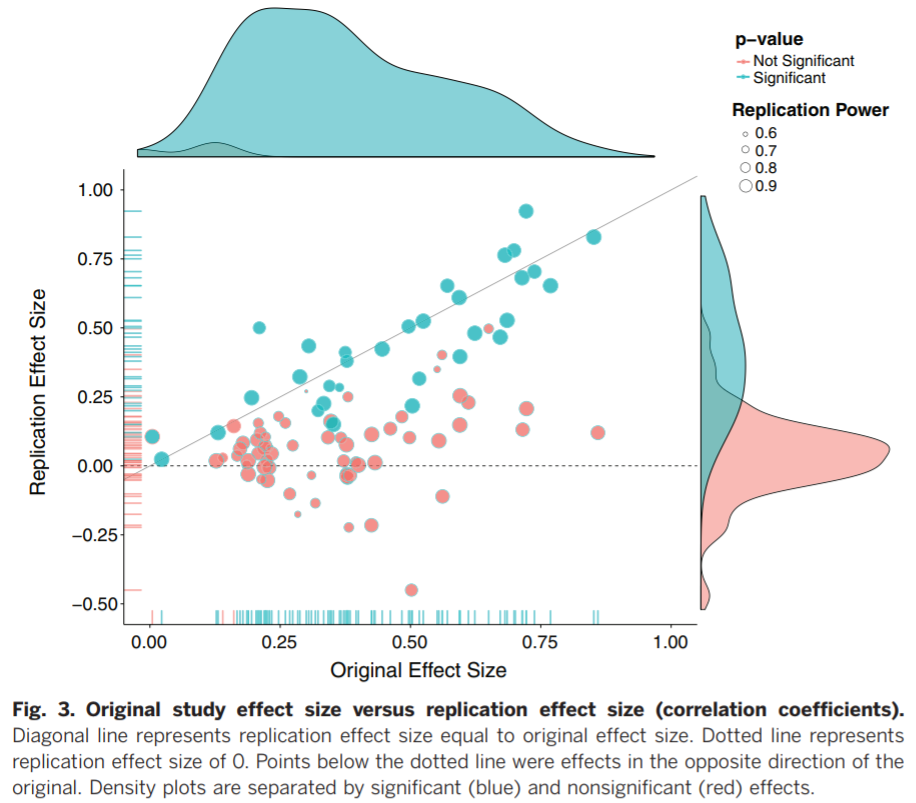 p-value
Not Significant
Significant
Replication Power
0.6
0.7
0.8
0.9
1.00
0.75
0.50
0.25
0.00
−0.25
−0.50
Replication Effect Size
0.00
0.25
0.50
0.75
1.00
Original Effect Size
Fig. 3. Original study effect size versus replication effect size (correlation coefficients).
Diagonal line represents replication effect size equal to original effect size. Dotted line represents
replication effect size of 0. Points below the dotted line were effects in the opposite direction of the
original. Density plots are separated by significant (blue) and nonsignificant (red) effects.